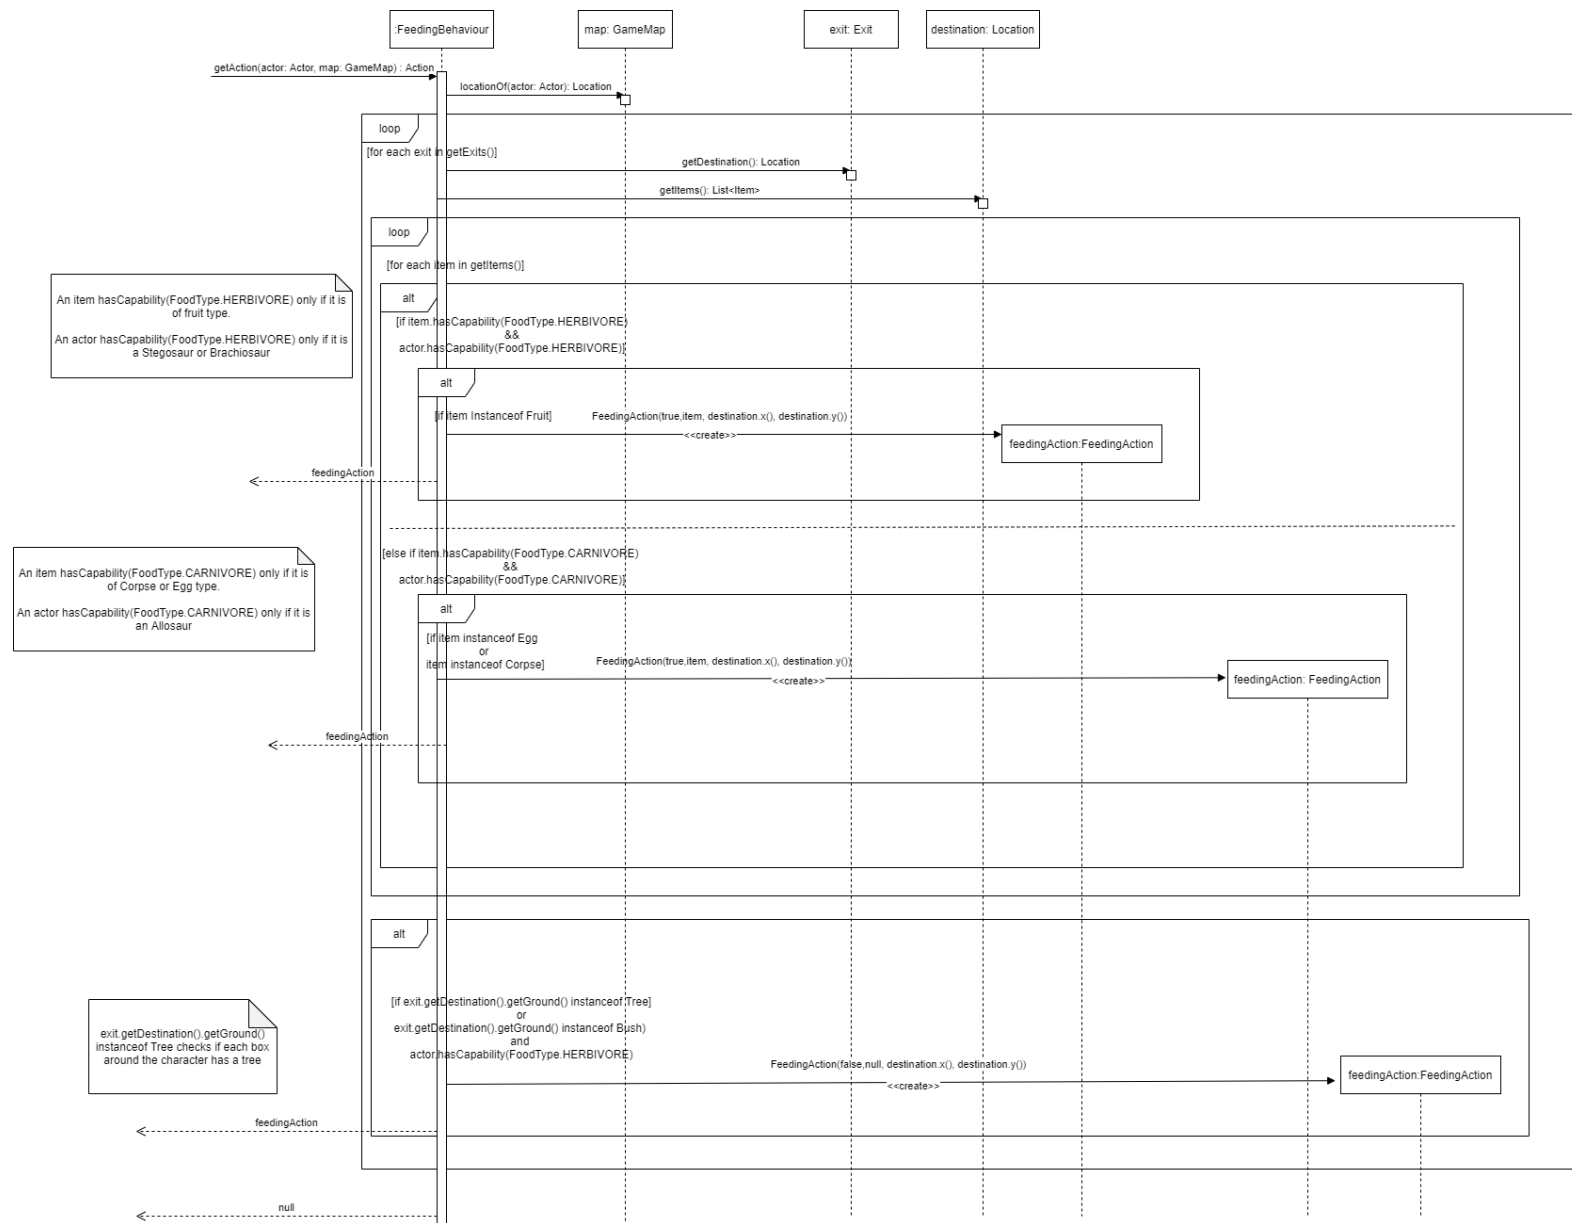 :FeedingBehaviour
map: GameMap
exit: Exit
destination: Location
getAction(actor: Actor, map: GameMap) : Action
locationOf(actor: Actor): Location
loop
[for each exit in getExits()]
getDestination(): Location
getItems(): List<Item>
loop
[for each item in getItems()]
An item hasCapability(FoodType.HERBIVORE) only if it is
of fruit type.
An actor hasCapability(FoodType.HERBIVORE) only if it is
a Stegosaur or Brachiosaur
alt
[if item.hasCapability(FoodType.HERBIVORE)
&&
actor.hasCapability(FoodType.HERBIVORE)]
alt
[if item Instanceof Fruit]
FeedingAction(true,item, destination.x(), destination.y())
<<create>>
feedingAction:FeedingAction
feedingAction
An item hasCapability(FoodType.CARNIVORE) only if it is
of Corpse or Egg type.
An actor hasCapability(FoodType.CARNIVORE) only if it is
an Allosaur
[else if item.hasCapability(FoodType.CARNIVORE)
&&
actor.hasCapability(FoodType.CARNIVORE)]
alt
[if item instanceof Egg
or
item instanceof Corpse]
FeedingAction(true,item, destination.x(), destination.y())
<<create>>
feedingAction: FeedingAction
feedingAction
alt
[if exit.getDestination().getGround() instanceof Tree]
or
exit.getDestination().getGround() instanceof Bush)
and
actor.hasCapability(FoodType.HERBIVORE)
exit.getDestination().getGround()
instanceof Tree checks if each box
around the character has a tree
FeedingAction(false,null, destination.x(), destination.y())
<<create>>
feedingAction:FeedingAction
feedingAction
null